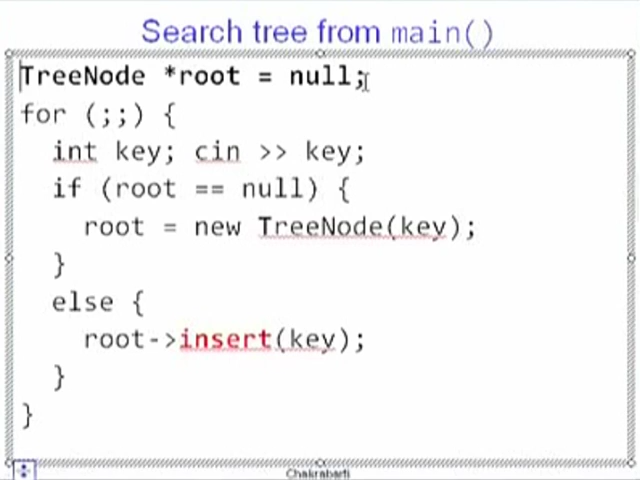 Search tree from main()
TreeNode *root = null;
for (;;) {
int key; cin >> key;
if (root == null) {
root = new TreeNode(key);
}
else {
root->insert(key);
}
}
Chakrabarti